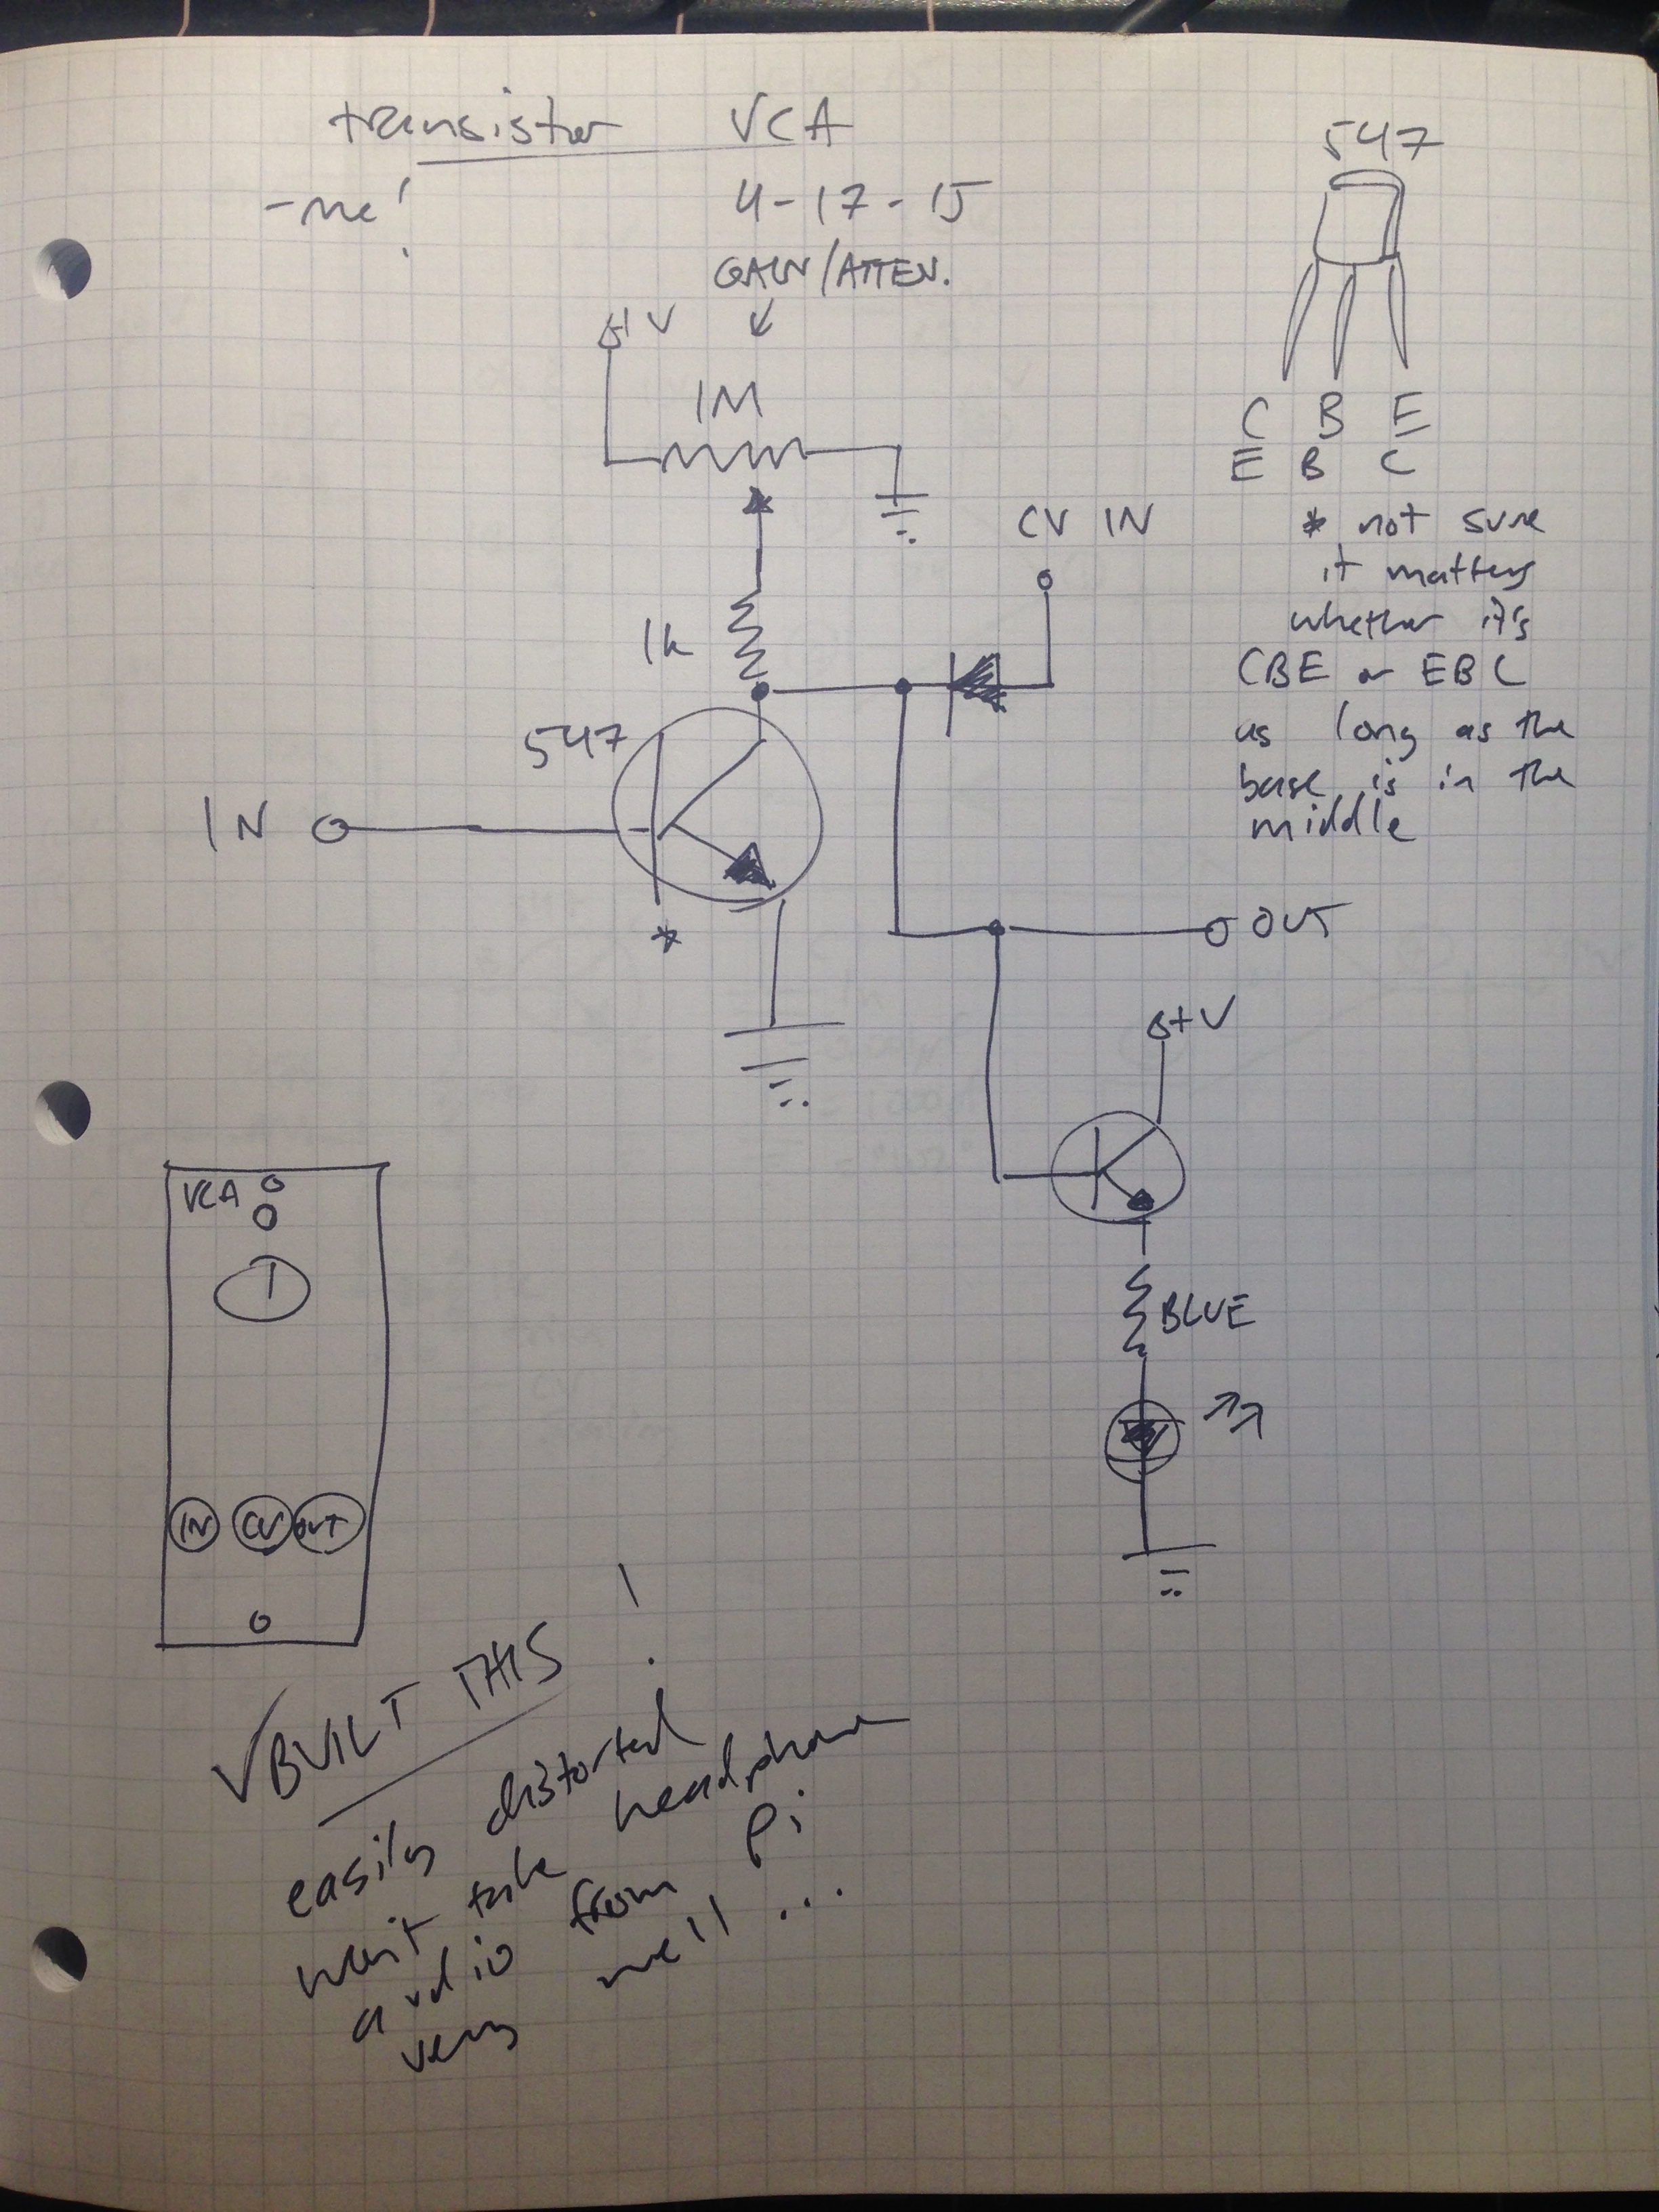 transistor VCA
-me!
4-17-15
GAIN/ATTEN.
+V
1M
CV IN
1k
547
IN
*
OUT
+V
BLUE
547
C B E
E B C
* not sure
it matters
whether it's
CBE or EBC
as long as the
base is in the
middle
VCA
IN CV OUT
√BUILT THIS!
easily distorted
won't take headphone
audio from Pi
very well...